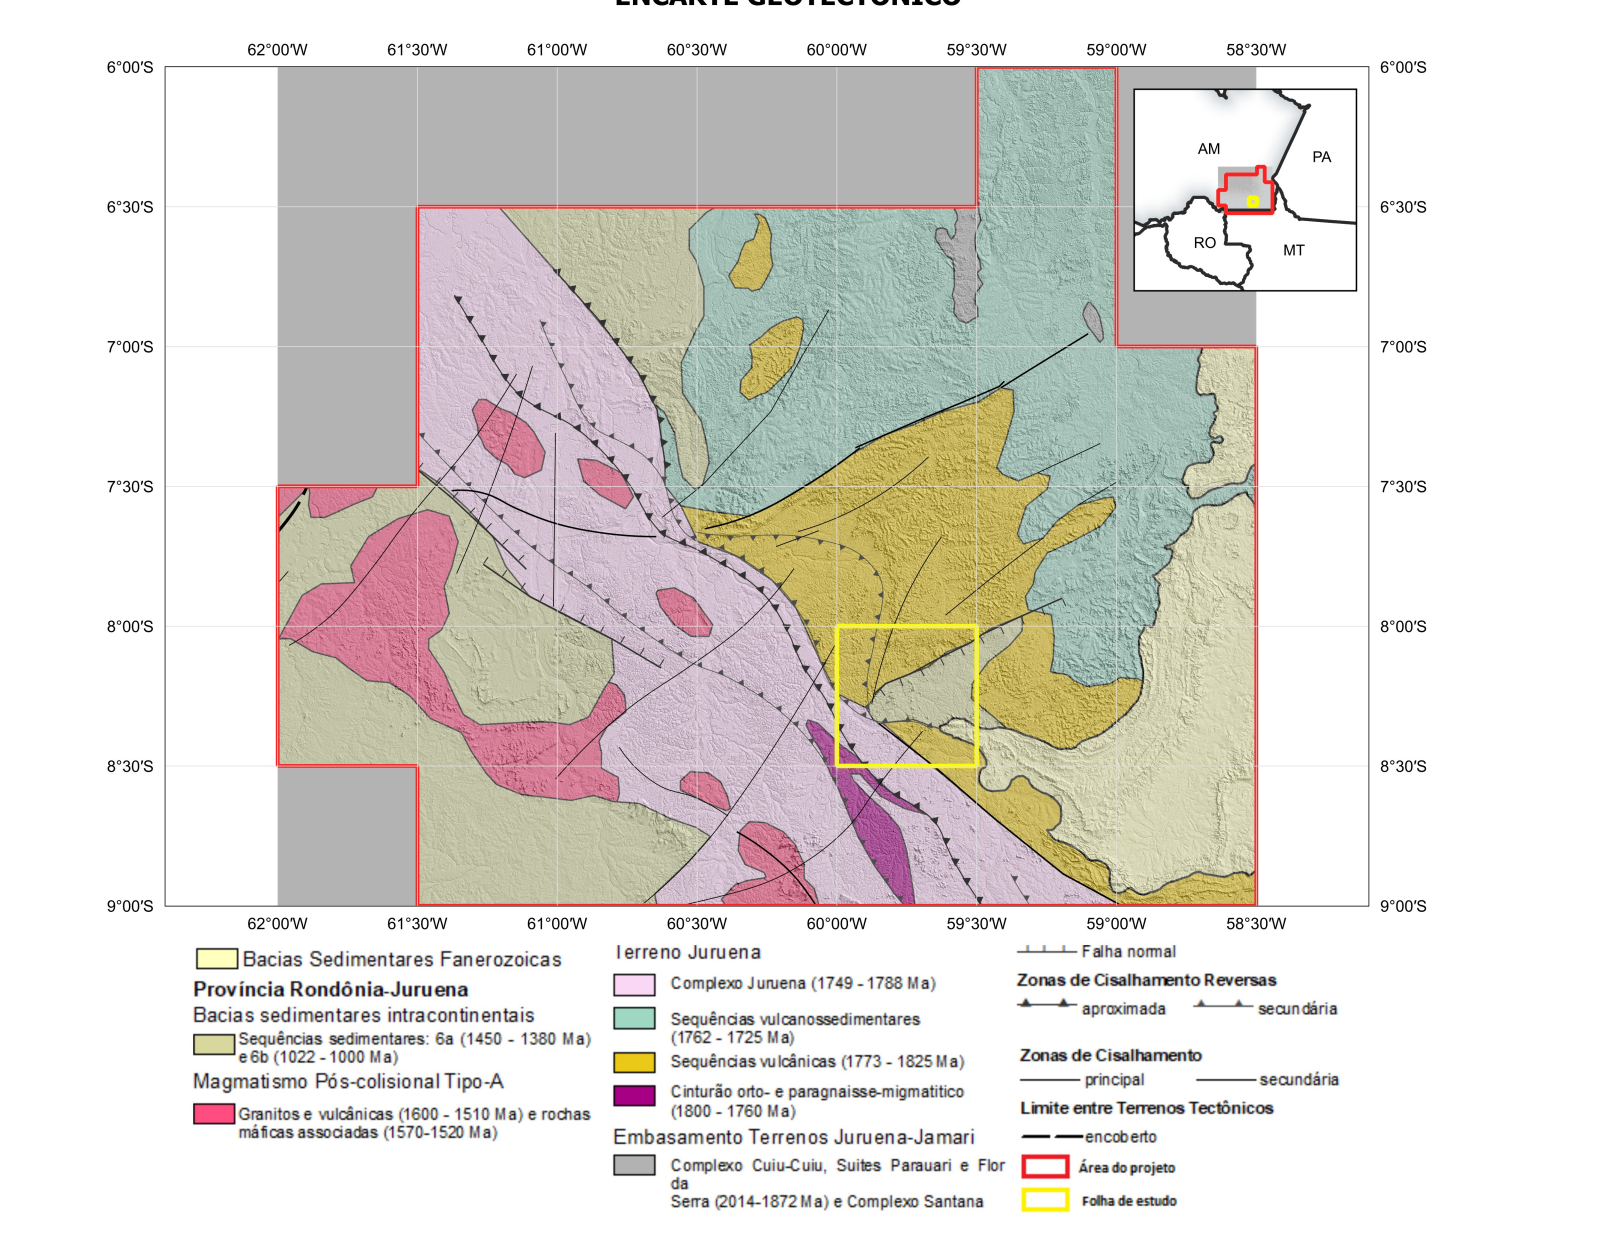 ENCARTE GEOTECTÔNICO
62°00'W 61°30'W 61°00'W 60°30'W 60°00'W 59°30'W 59°00'W 58°30'W
6°00'S 6°00'S
AM
PA
6°30'S 6°30'S
RO
MT
7°00'S 7°00'S
7°30'S 7°30'S
8°00'S 8°00'S
8°30'S 8°30'S
9°00'S 9°00'S
62°00'W 61°30'W 61°00'W 60°30'W 60°00'W 59°30'W 59°00'W 58°30'W
Bacias Sedimentares Fanerozoicas
Província Rondônia-Juruena
Bacias sedimentares intracontinentais
Sequências sedimentares: 6a (1450 - 1380 Ma)
e 6b (1022 - 1000 Ma)
Magmatismo Pós-colisional Tipo-A
Granitos e vulcânicas (1600 - 1510 Ma) e rochas
máficas associadas (1570-1520 Ma)
Terreno Juruena
Complexo Juruena (1749 - 1788 Ma)
Sequências vulcanossedimentares
(1762 - 1725 Ma)
Sequências vulcânicas (1773 - 1825 Ma)
Cinturão orto- e paragnaisse-migmatitico
(1800 - 1760 Ma)
Embasamento Terrenos Juruena-Jamari
Complexo Cuiu-Cuiu, Suites Parauari e Flor
da
Serra (2014-1872 Ma) e Complexo Santana
Falha normal
Zonas de Cisalhamento Reversas
aproximada secundária
Zonas de Cisalhamento
principal secundária
Limite entre Terrenos Tectônicos
encoberto
Área do projeto
Folha de estudo